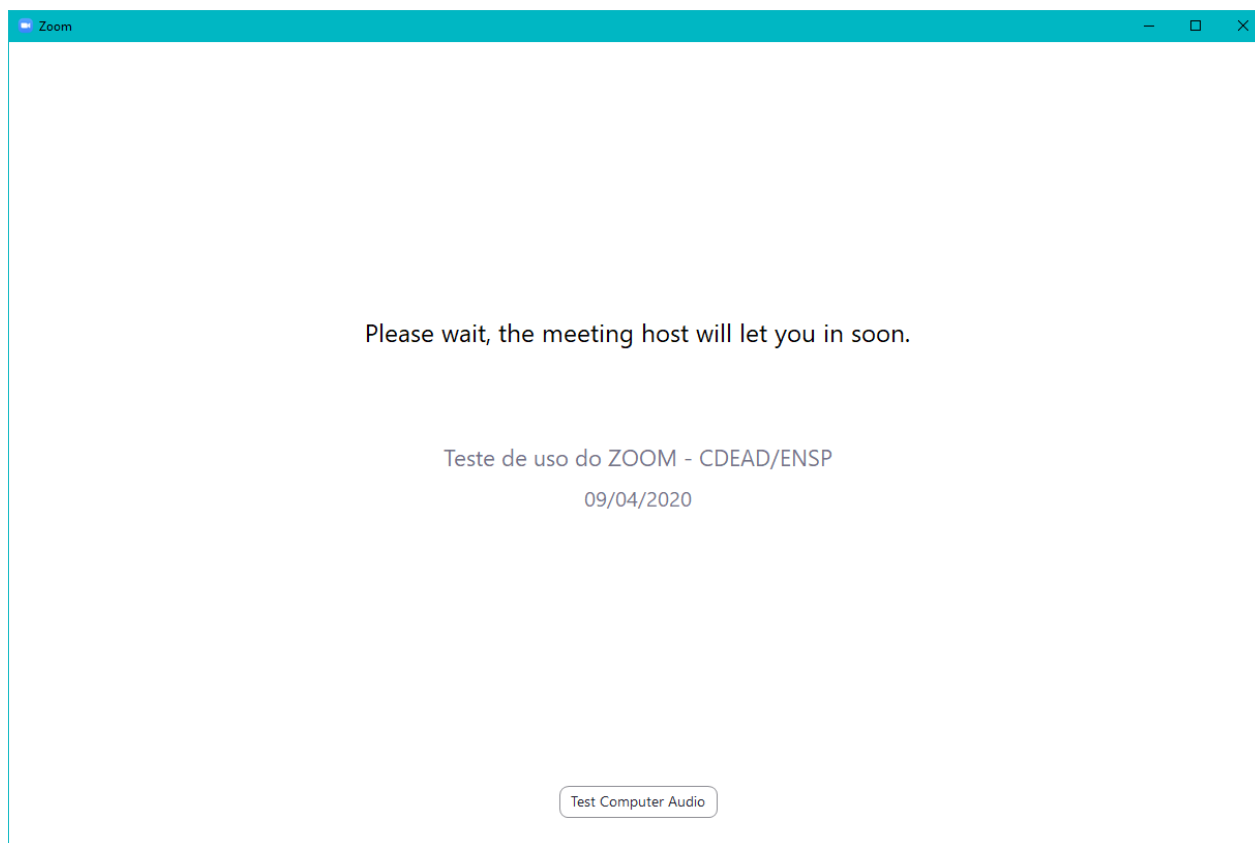 Zoom
Please wait, the meeting host will let you in soon.
Teste de uso do ZOOM - CDEAD/ENSP
09/04/2020
Test Computer Audio